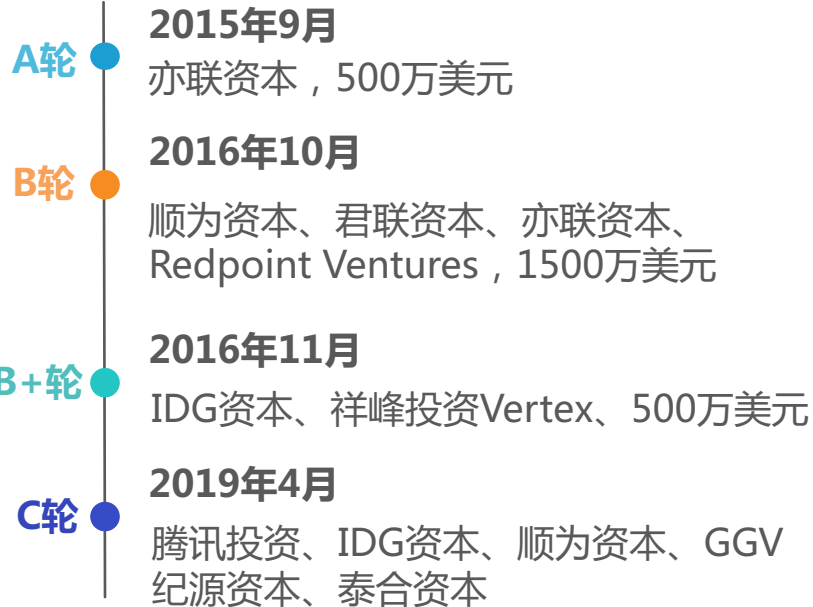 2015年9月
A轮
亦联资本，500万美元
2016年10月
B轮
顺为资本、君联资本、亦联资本、
Redpoint Ventures，1500万美元
2016年11月
B+轮
IDG资本、祥峰投资Vertex、500万美元
2019年4月
C轮
腾讯投资、IDG资本、顺为资本、GGV
纪源资本、泰合资本